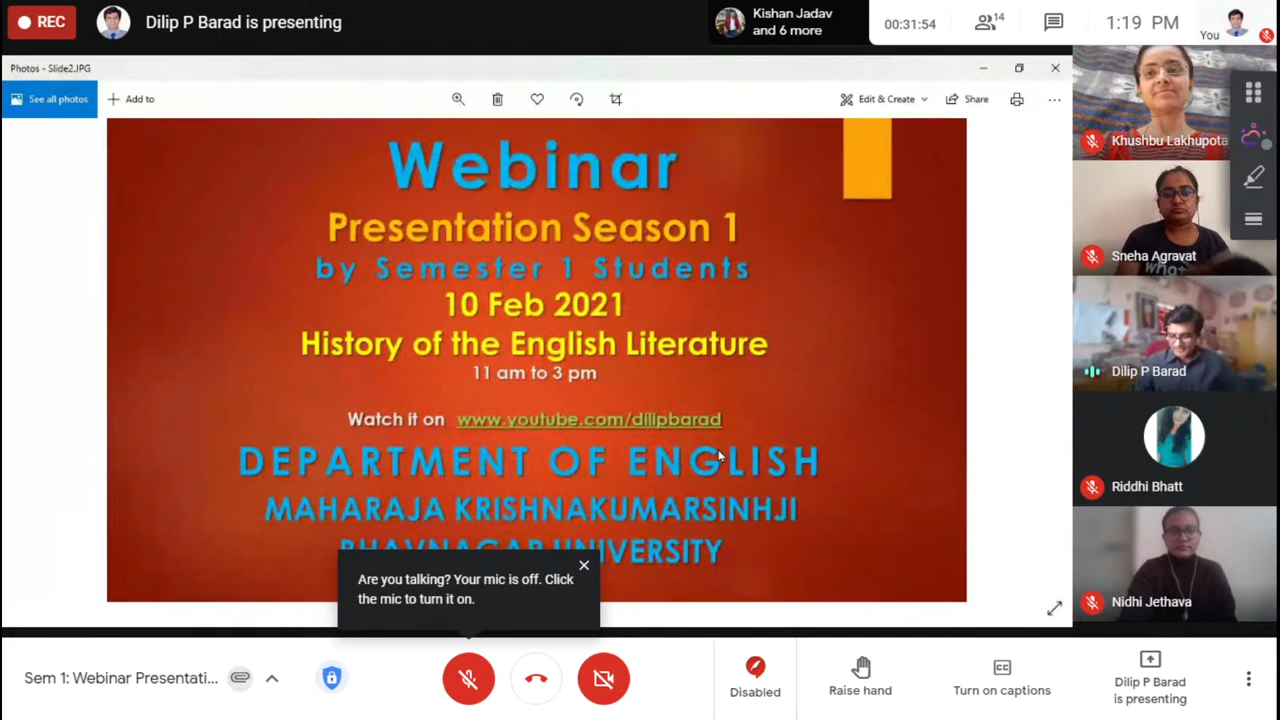 REC
Dilip P Barad is presenting
Kishan Jadav
and 6 more
00:31:54
14
1:19 PM
You
Photos - Slide2.JPG
See all photos
Add to
Edit & Create
Share
Webinar
Presentation Season 1
by Semester 1 Students
10 Feb 2021
History of the English Literature
11 am to 3 pm
Watch it on www.youtube.com/dilipbarad
DEPARTMENT OF ENGLISH
MAHARAJA KRISHNAKUMARSINHJI
BHAVNAGAR UNIVERSITY
Are you talking? Your mic is off. Click
the mic to turn it on.
Khushbu Lakhupota
Sneha Agravat
Dilip P Barad
Riddhi Bhatt
Nidhi Jethava
Sem 1: Webinar Presentati...
Disabled
Raise hand
Turn on captions
Dilip P Barad
is presenting